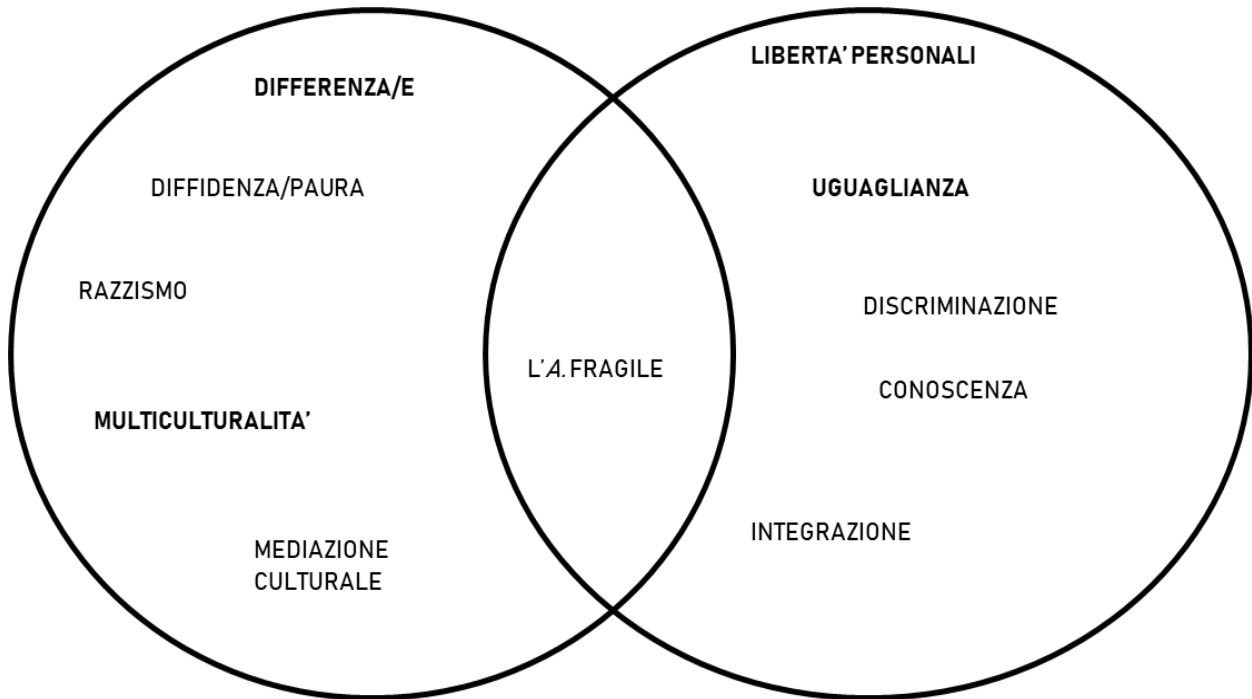 DIFFERENZA/E
DIFFIDENZA/PAURA
RAZZISMO
MULTICULTURALITA’
MEDIAZIONE
CULTURALE
L’A. FRAGILE
LIBERTA’ PERSONALI
UGUAGLIANZA
DISCRIMINAZIONE
CONOSCENZA
INTEGRAZIONE